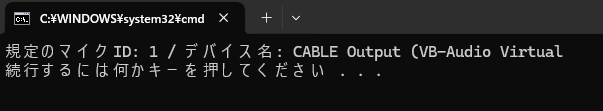 C:¥WINDOWS¥system32¥cmd
規定のマイクID: 1 / デバイス名: CABLE Output (VB-Audio Virtual
続行するには何かキーを押してください . . .